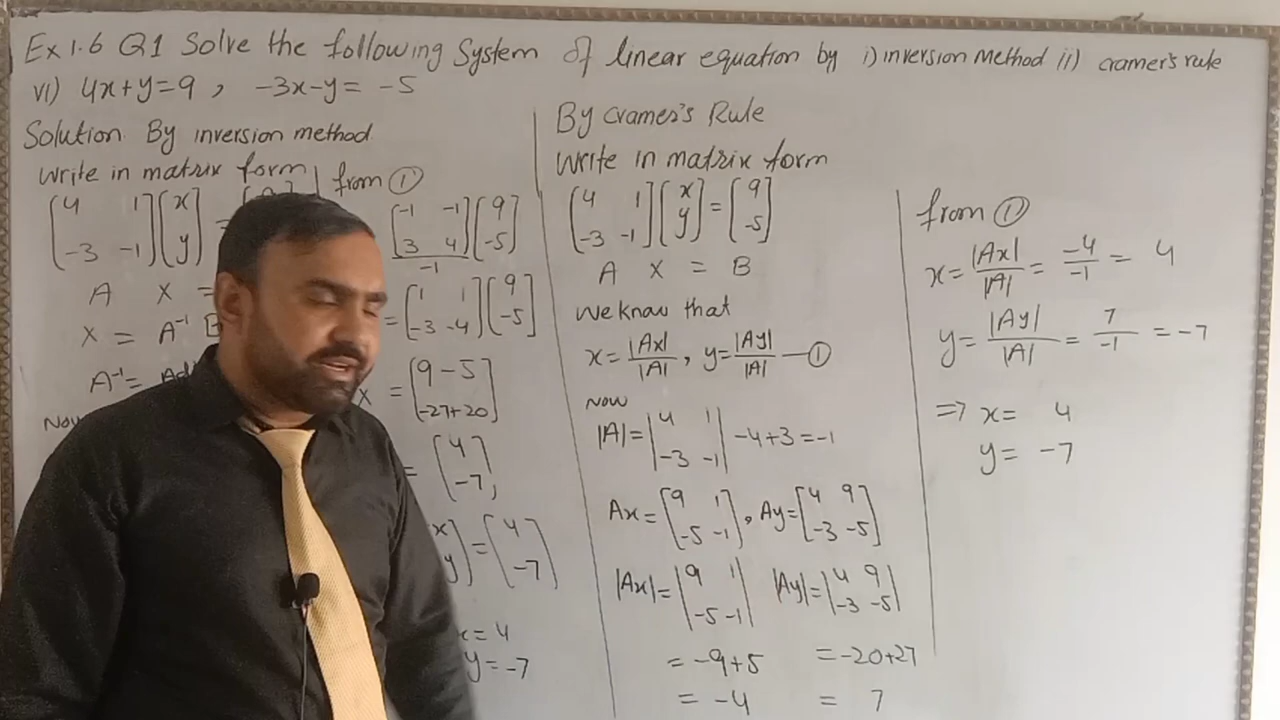 Ex 1.6 Q1 Solve the following System of linear equation by i) inversion Method ii) cramer's rule
vi) 4x+y=9 , -3x-y= -5
Solution: By inversion method.
Write in matrix form
[4 1
-3 -1] [x
y] =
A X =
X = A⁻¹ B
A⁻¹ =
Now
from ①
[-1 -1
3 4] [9
-5]
-1
= [1 1
-3 -4] [9
-5]
X = [9 - 5
-27+20]
= [4
-7]
[x
y] = [4
-7]
x = 4
y = -7
By cramer's Rule
Write in matrix form
[4 1
-3 -1] [x
y] = [9
-5]
A X = B
We know that
x = |Ax|/|A| , y = |Ay|/|A| — ①
Now
|A| = |4 1
-3 -1| -4+3 = -1
Ax = [9 1
-5 -1] , Ay = [4 9
-3 -5]
|Ax| = |9 1
-5 -1| |Ay| = |4 9
-3 -5|
= -9+5 = -20+27
= -4 = 7
from ①
x = |Ax|/|A| = -4/-1 = 4
y = |Ay|/|A| = 7/-1 = -7
=> x = 4
y = -7